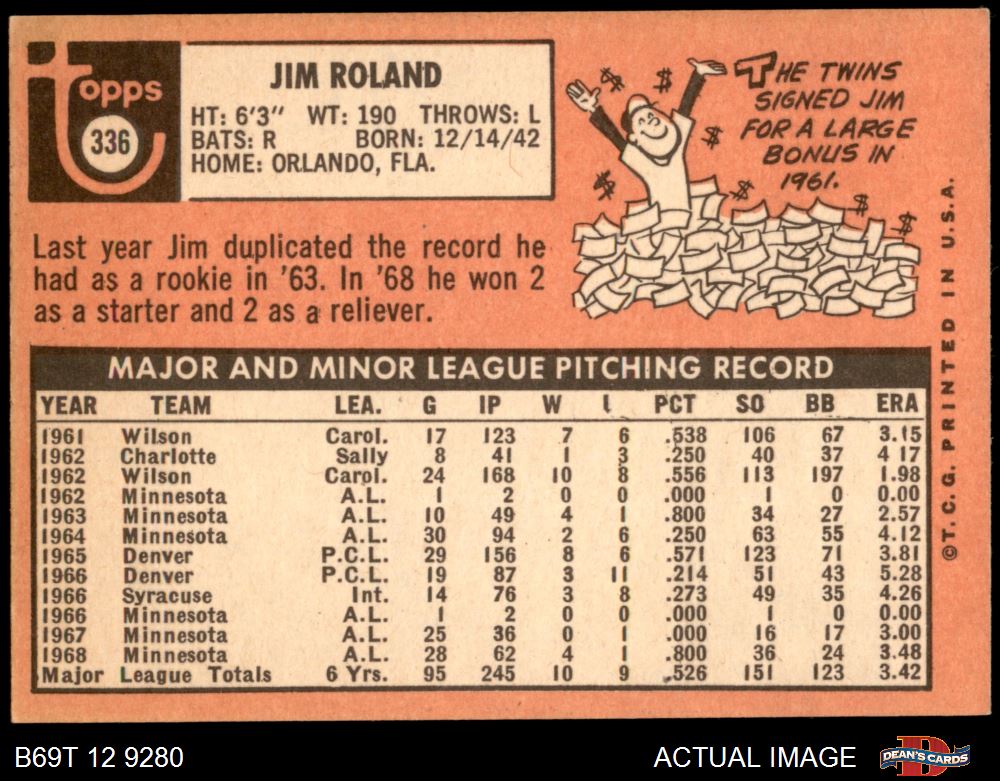 Topps
336
JIM ROLAND
HT: 6'3" WT: 190 THROWS: L
BATS: R BORN: 12/14/42
HOME: ORLANDO, FLA.
THE TWINS
SIGNED JIM
FOR A LARGE
BONUS IN
1961.
Last year Jim duplicated the record he
had as a rookie in '63. In '68 he won 2
as a starter and 2 as a reliever.
MAJOR AND MINOR LEAGUE PITCHING RECORD
YEAR TEAM LEA. G IP W L PCT SO BB ERA
1961 Wilson Carol. 17 123 7 6 .538 106 67 3.15
1962 Charlotte Sally 8 41 1 3 .250 40 37 4 17
1962 Wilson Carol. 24 168 10 8 .556 113 197 1.98
1962 Minnesota A.L. 1 2 0 0 .000 1 0 0.00
1963 Minnesota A.L. 10 49 4 1 .800 34 27 2.57
1964 Minnesota A.L. 30 94 2 6 .250 63 55 4.12
1965 Denver P.C.L. 29 156 8 6 .571 123 71 3.81
1966 Denver P.C.L. 19 87 3 11 .214 51 43 5.28
1966 Syracuse Int. 14 76 3 8 .273 49 35 4.26
1966 Minnesota A.L. 1 2 0 0 .000 1 0 0.00
1967 Minnesota A.L. 25 36 0 1 .000 16 17 3.00
1968 Minnesota A.L. 28 62 4 1 .800 36 24 3.48
Major League Totals 6 Yrs. 95 245 10 9 .526 151 123 3.42
©T.C.G. PRINTED IN U.S.A.
B69T 12 9280
ACTUAL IMAGE
DEAN'S CARDS